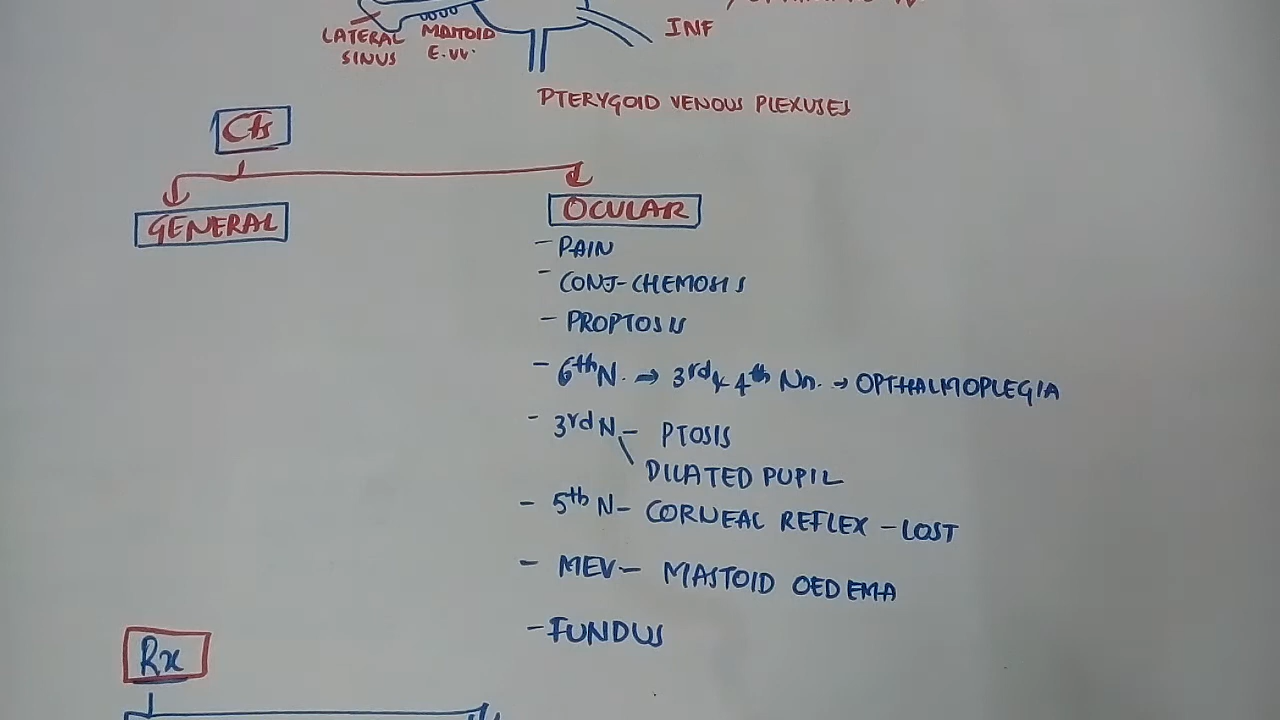 INF
LATERAL MASTOID
SINUS E.VV.
PTERYGOID VENOUS PLEXUSES
Cfs
GENERAL
OCULAR
- PAIN
- CONJ-CHEMOSIS
- PROPTOSIS
- 6th N. → 3rd & 4th Nn. → OPTHALMOPLEGIA
- 3rd N - PTOSIS
DILATED PUPIL
- 5th N - CORNEAL REFLEX - LOST
- MEV - MASTOID OEDEMA
- FUNDUS
Rx